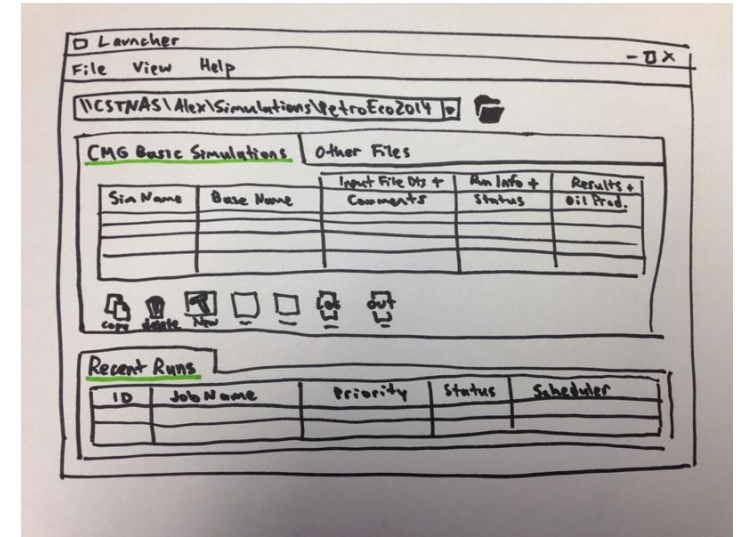 Launcher
File View Help
\\CSTNAS\Alex\Simulations\PetroEco2014
CMG Basic Simulations Other Files
Input File Dts + Run Info + Results +
Sim Name Base Name Comments Status Oil Prod.
copy delete New LOG OUT
Recent Runs
ID Job Name Priority Status Scheduler